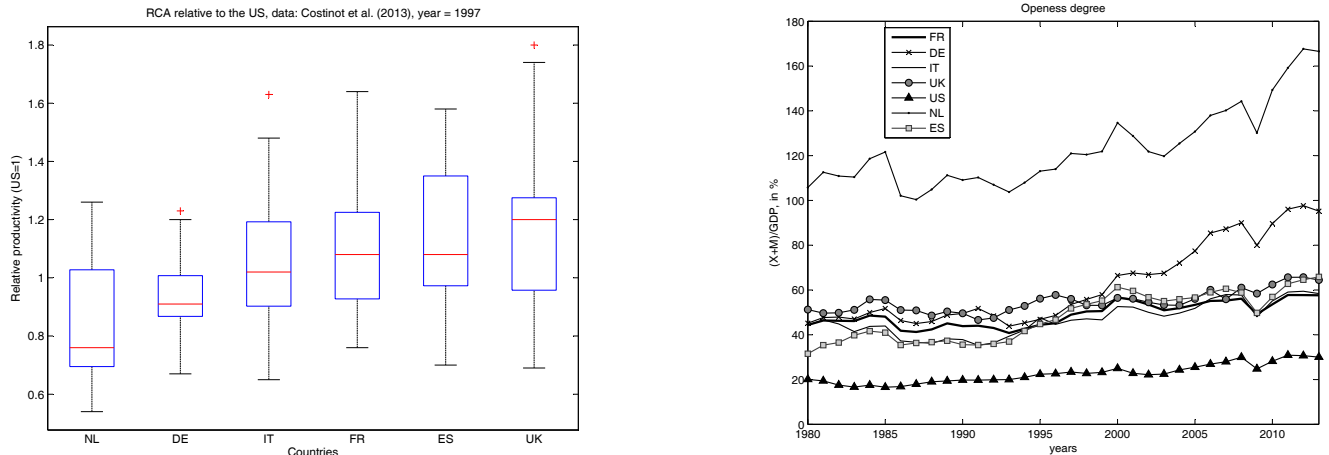 RCA relative to the US, data: Costinot et al. (2013), year = 1997
Relative productivity (US=1)
1.8
1.6
1.4
1.2
1
0.8
0.6
NL DE IT FR ES UK
Countries
Openess degree
(X+M)/GDP, in %
180
160
140
120
100
80
60
40
20
0
FR
DE
IT
UK
US
NL
ES
1980 1985 1990 1995 2000 2005 2010
years